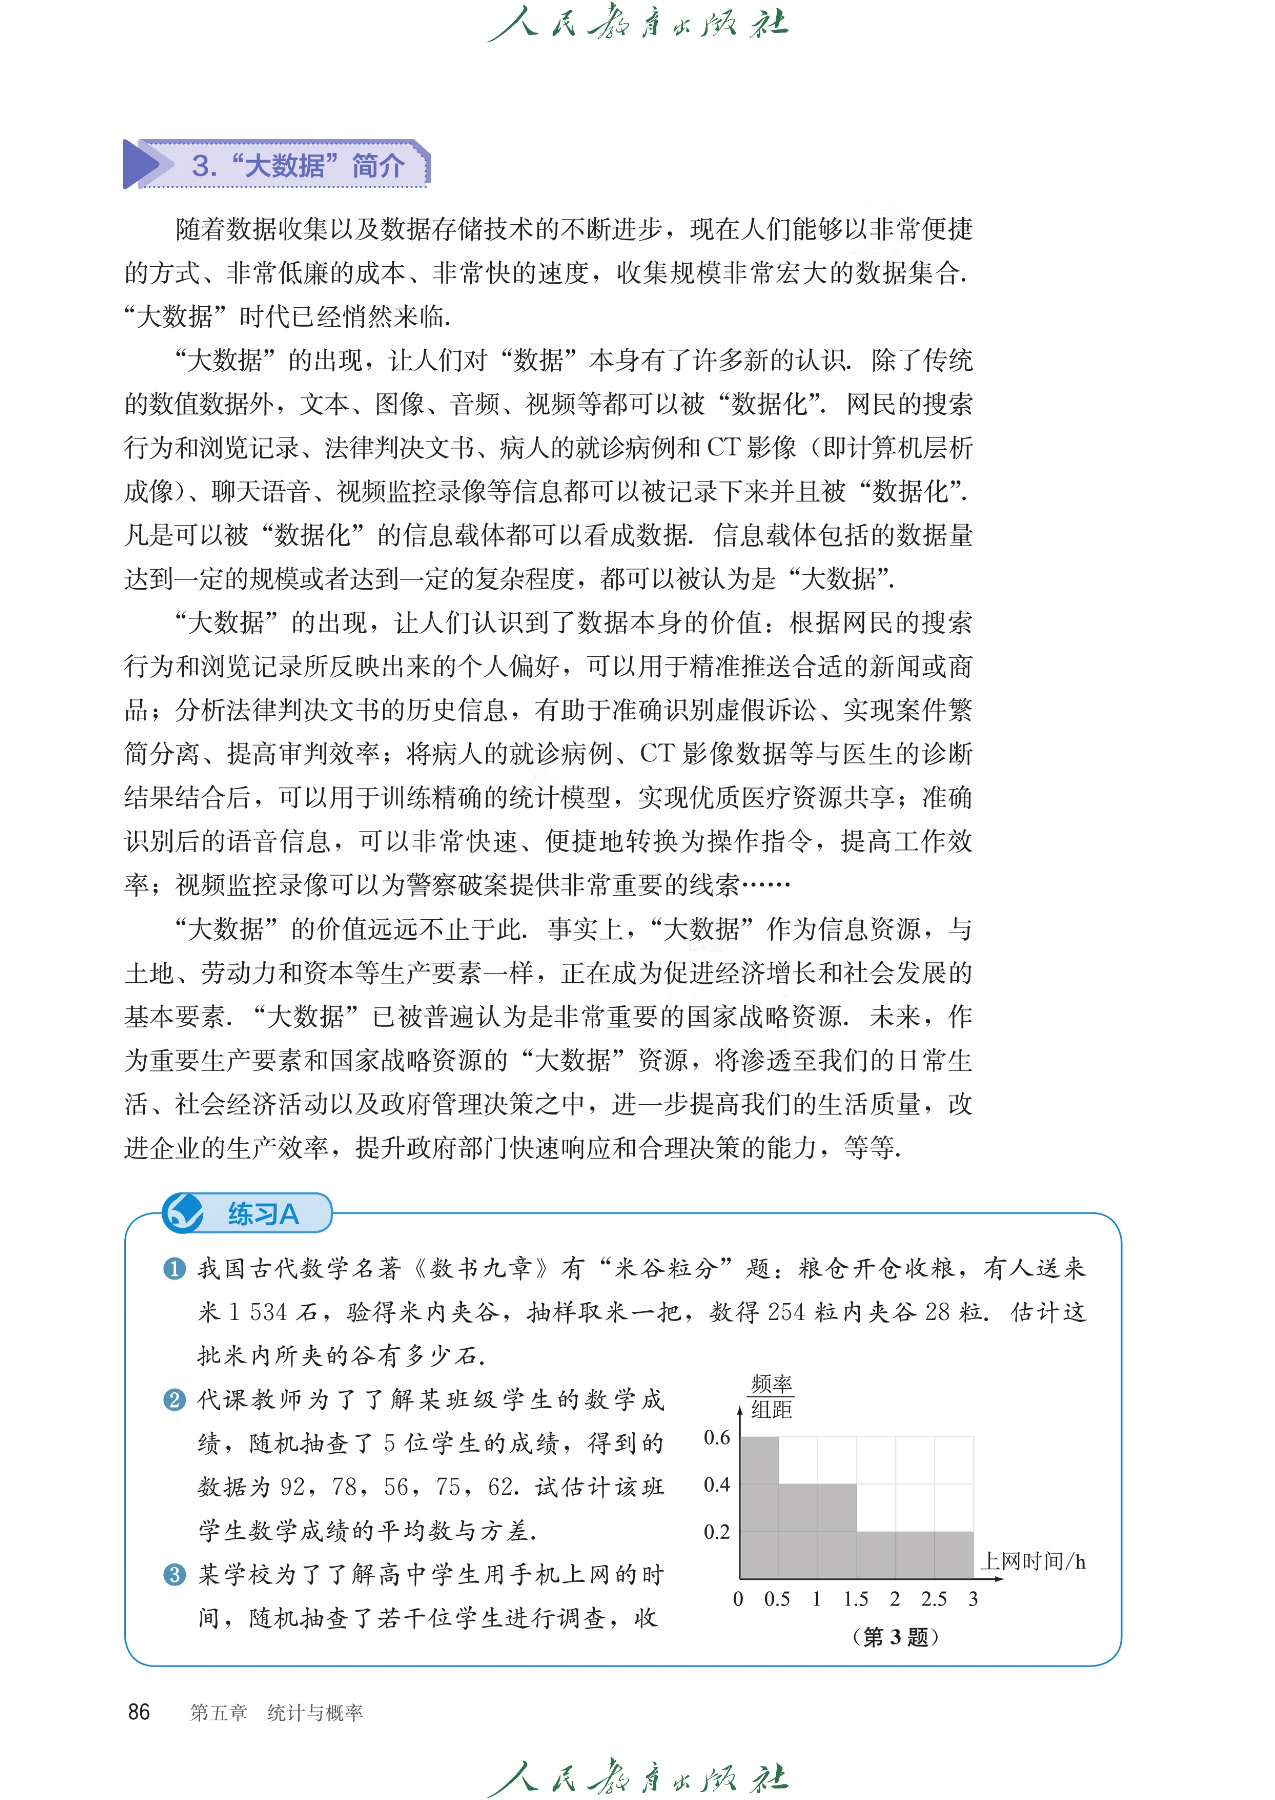 人民教育出版社
3. “大数据”简介
随着数据收集以及数据存储技术的不断进步，现在人们能够以非常便捷
的方式、非常低廉的成本、非常快的速度，收集规模非常宏大的数据集合.
“大数据”时代已经悄然来临.
“大数据”的出现，让人们对“数据”本身有了许多新的认识. 除了传统
的数值数据外，文本、图像、音频、视频等都可以被“数据化”. 网民的搜索
行为和浏览记录、法律判决文书、病人的就诊病例和 CT 影像（即计算机层析
成像）、聊天语音、视频监控录像等信息都可以被记录下来并且被“数据化”.
凡是可以被“数据化”的信息载体都可以看成数据. 信息载体包括的数据量
达到一定的规模或者达到一定的复杂程度，都可以被认为是“大数据”.
“大数据”的出现，让人们认识到了数据本身的价值：根据网民的搜索
行为和浏览记录所反映出来的个人偏好，可以用于精准推送合适的新闻或商
品；分析法律判决文书的历史信息，有助于准确识别虚假诉讼、实现案件繁
简分离、提高审判效率；将病人的就诊病例、CT 影像数据等与医生的诊断
结果结合后，可以用于训练精确的统计模型，实现优质医疗资源共享；准确
识别后的语音信息，可以非常快速、便捷地转换为操作指令，提高工作效
率；视频监控录像可以为警察破案提供非常重要的线索……
“大数据”的价值远远不止于此. 事实上，“大数据”作为信息资源，与
土地、劳动力和资本等生产要素一样，正在成为促进经济增长和社会发展的
基本要素. “大数据”已被普遍认为是非常重要的国家战略资源. 未来，作
为重要生产要素和国家战略资源的“大数据”资源，将渗透至我们的日常生
活、社会经济活动以及政府管理决策之中，进一步提高我们的生活质量，改
进企业的生产效率，提升政府部门快速响应和合理决策的能力，等等.
练习A
❶ 我国古代数学名著《数书九章》有“米谷粒分”题：粮仓开仓收粮，有人送来
米 1 534 石，验得米内夹谷，抽样取米一把，数得 254 粒内夹谷 28 粒. 估计这
批米内所夹的谷有多少石.
❷ 代课教师为了了解某班级学生的数学成
绩，随机抽查了 5 位学生的成绩，得到的
数据为 92，78，56，75，62. 试估计该班
学生数学成绩的平均数与方差.
❸ 某学校为了了解高中学生用手机上网的时
间，随机抽查了若干位学生进行调查，收
频率
组距
0.6
0.4
0.2
上网时间/h
0 0.5 1 1.5 2 2.5 3
（第 3 题）
86 第五章 统计与概率
人民教育出版社